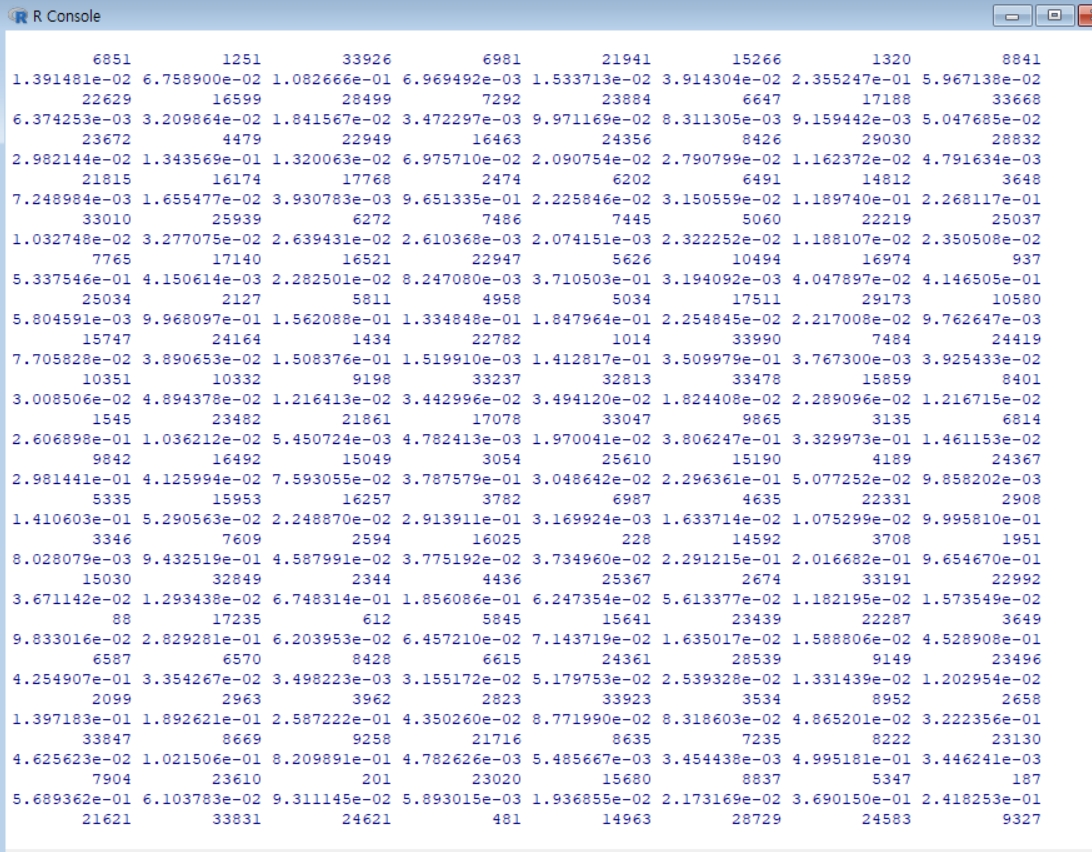 R Console
6851 1251 33926 6981 21941 15266 1320 8841
1.391481e-02 6.758900e-02 1.082666e-01 6.969492e-03 1.533713e-02 3.914304e-02 2.355247e-01 5.967138e-02
22629 16599 28499 7292 23884 6647 17188 33668
6.374253e-03 3.209864e-02 1.841567e-02 3.472297e-03 9.971169e-02 8.311305e-03 9.159442e-03 5.047685e-02
23672 4479 22949 16463 24356 8426 29030 28832
2.982144e-02 1.343569e-01 1.320063e-02 6.975710e-02 2.090754e-02 2.790799e-02 1.162372e-02 4.791634e-03
21815 16174 17768 2474 6202 6491 14812 3648
7.248984e-03 1.655477e-02 3.930783e-03 9.651335e-01 2.225846e-02 3.150559e-02 1.189740e-01 2.268117e-01
33010 25939 6272 7486 7445 5060 22219 25037
1.032748e-02 3.277075e-02 2.639431e-02 2.610368e-03 2.074151e-03 2.322252e-02 1.188107e-02 2.350508e-02
7765 17140 16521 22947 5626 10494 16974 937
5.337546e-01 4.150614e-03 2.282501e-02 8.247080e-03 3.710503e-01 3.194092e-03 4.047897e-02 4.146505e-01
25034 2127 5811 4958 5034 17511 29173 10580
5.804591e-03 9.968097e-01 1.562088e-01 1.334848e-01 1.847964e-01 2.254845e-02 2.217008e-02 9.762647e-03
15747 24164 1434 22782 1014 33990 7484 24419
7.705828e-02 3.890653e-02 1.508376e-01 1.519910e-03 1.412817e-01 3.509979e-01 3.767300e-03 3.925433e-02
10351 10332 9198 33237 32813 33478 15859 8401
3.008506e-02 4.894378e-02 1.216413e-02 3.442996e-02 3.494120e-02 1.824408e-02 2.289096e-02 1.216715e-02
1545 23482 21861 17078 33047 9865 3135 6814
2.606898e-01 1.036212e-02 5.450724e-03 4.782413e-03 1.970041e-02 3.806247e-01 3.329973e-01 1.461153e-02
9842 16492 15049 3054 25610 15190 4189 24367
2.981441e-01 4.125994e-02 7.593055e-02 3.787579e-01 3.048642e-02 2.296361e-01 5.077252e-02 9.858202e-03
5335 15953 16257 3782 6987 4635 22331 2908
1.410603e-01 5.290563e-02 2.248870e-02 2.913911e-01 3.169924e-03 1.633714e-02 1.075299e-02 9.995810e-01
3346 7609 2594 16025 228 14592 3708 1951
8.028079e-03 9.432519e-01 4.587991e-02 3.775192e-02 3.734960e-02 2.291215e-01 2.016682e-01 9.654670e-01
15030 32849 2344 4436 25367 2674 33191 22992
3.671142e-02 1.293438e-02 6.748314e-01 1.856086e-01 6.247354e-02 5.613377e-02 1.182195e-02 1.573549e-02
88 17235 612 5845 15641 23439 22287 3649
9.833016e-02 2.829281e-01 6.203953e-02 6.457210e-02 7.143719e-02 1.635017e-02 1.588806e-02 4.528908e-01
6587 6570 8428 6615 24361 28539 9149 23496
4.254907e-01 3.354267e-02 3.498223e-03 3.155172e-02 5.179753e-02 2.539328e-02 1.331439e-02 1.202954e-02
2099 2963 3962 2823 33923 3534 8952 2658
1.397183e-01 1.892621e-01 2.587222e-01 4.350260e-02 8.771990e-02 8.318603e-02 4.865201e-02 3.222356e-01
33847 8669 9258 21716 8635 7235 8222 23130
4.625623e-02 1.021506e-01 8.209891e-01 4.782626e-03 5.485667e-03 3.454438e-03 4.995181e-01 3.446241e-03
7904 23610 201 23020 15680 8837 5347 187
5.689362e-01 6.103783e-02 9.311145e-02 5.893015e-03 1.936855e-02 2.173169e-02 3.690150e-01 2.418253e-01
21621 33831 24621 481 14963 28729 24583 9327